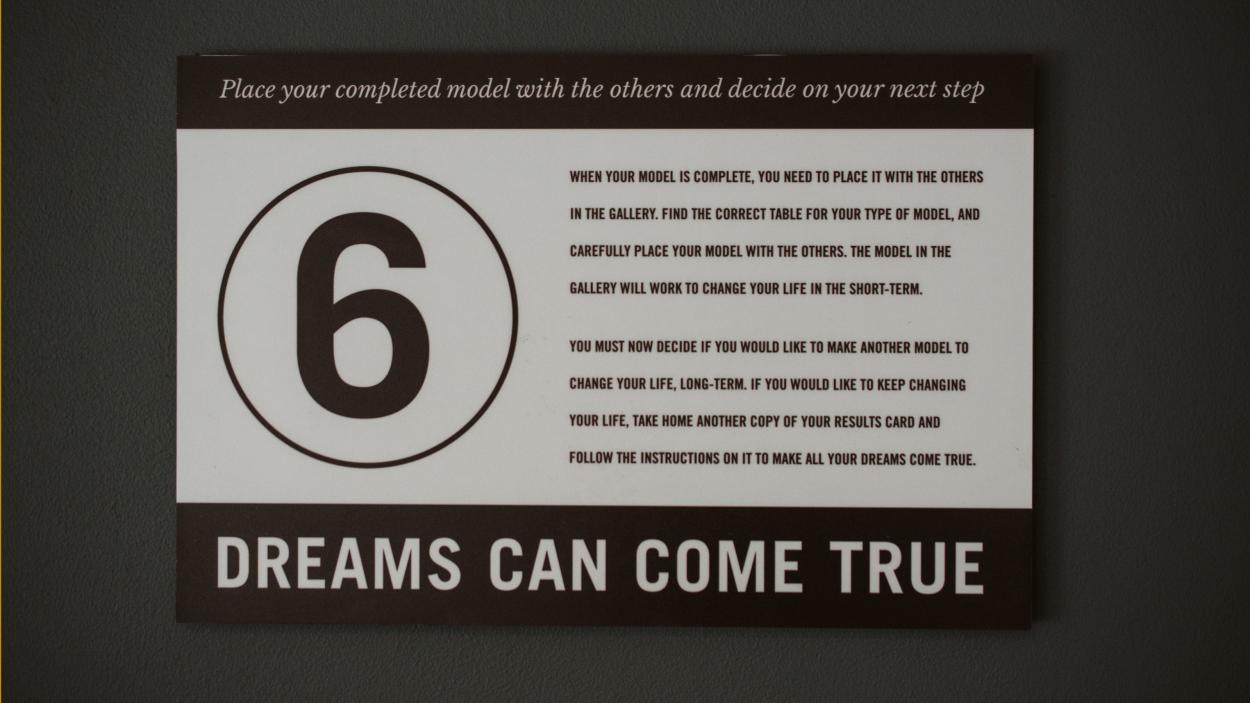 Place your completed model with the others and decide on your next step
6
WHEN YOUR MODEL IS COMPLETE, YOU NEED TO PLACE IT WITH THE OTHERS
IN THE GALLERY. FIND THE CORRECT TABLE FOR YOUR TYPE OF MODEL, AND
CAREFULLY PLACE YOUR MODEL WITH THE OTHERS. THE MODEL IN THE
GALLERY WILL WORK TO CHANGE YOUR LIFE IN THE SHORT-TERM.
YOU MUST NOW DECIDE IF YOU WOULD LIKE TO MAKE ANOTHER MODEL TO
CHANGE YOUR LIFE, LONG-TERM. IF YOU WOULD LIKE TO KEEP CHANGING
YOUR LIFE, TAKE HOME ANOTHER COPY OF YOUR RESULTS CARD AND
FOLLOW THE INSTRUCTIONS ON IT TO MAKE ALL YOUR DREAMS COME TRUE.
DREAMS CAN COME TRUE